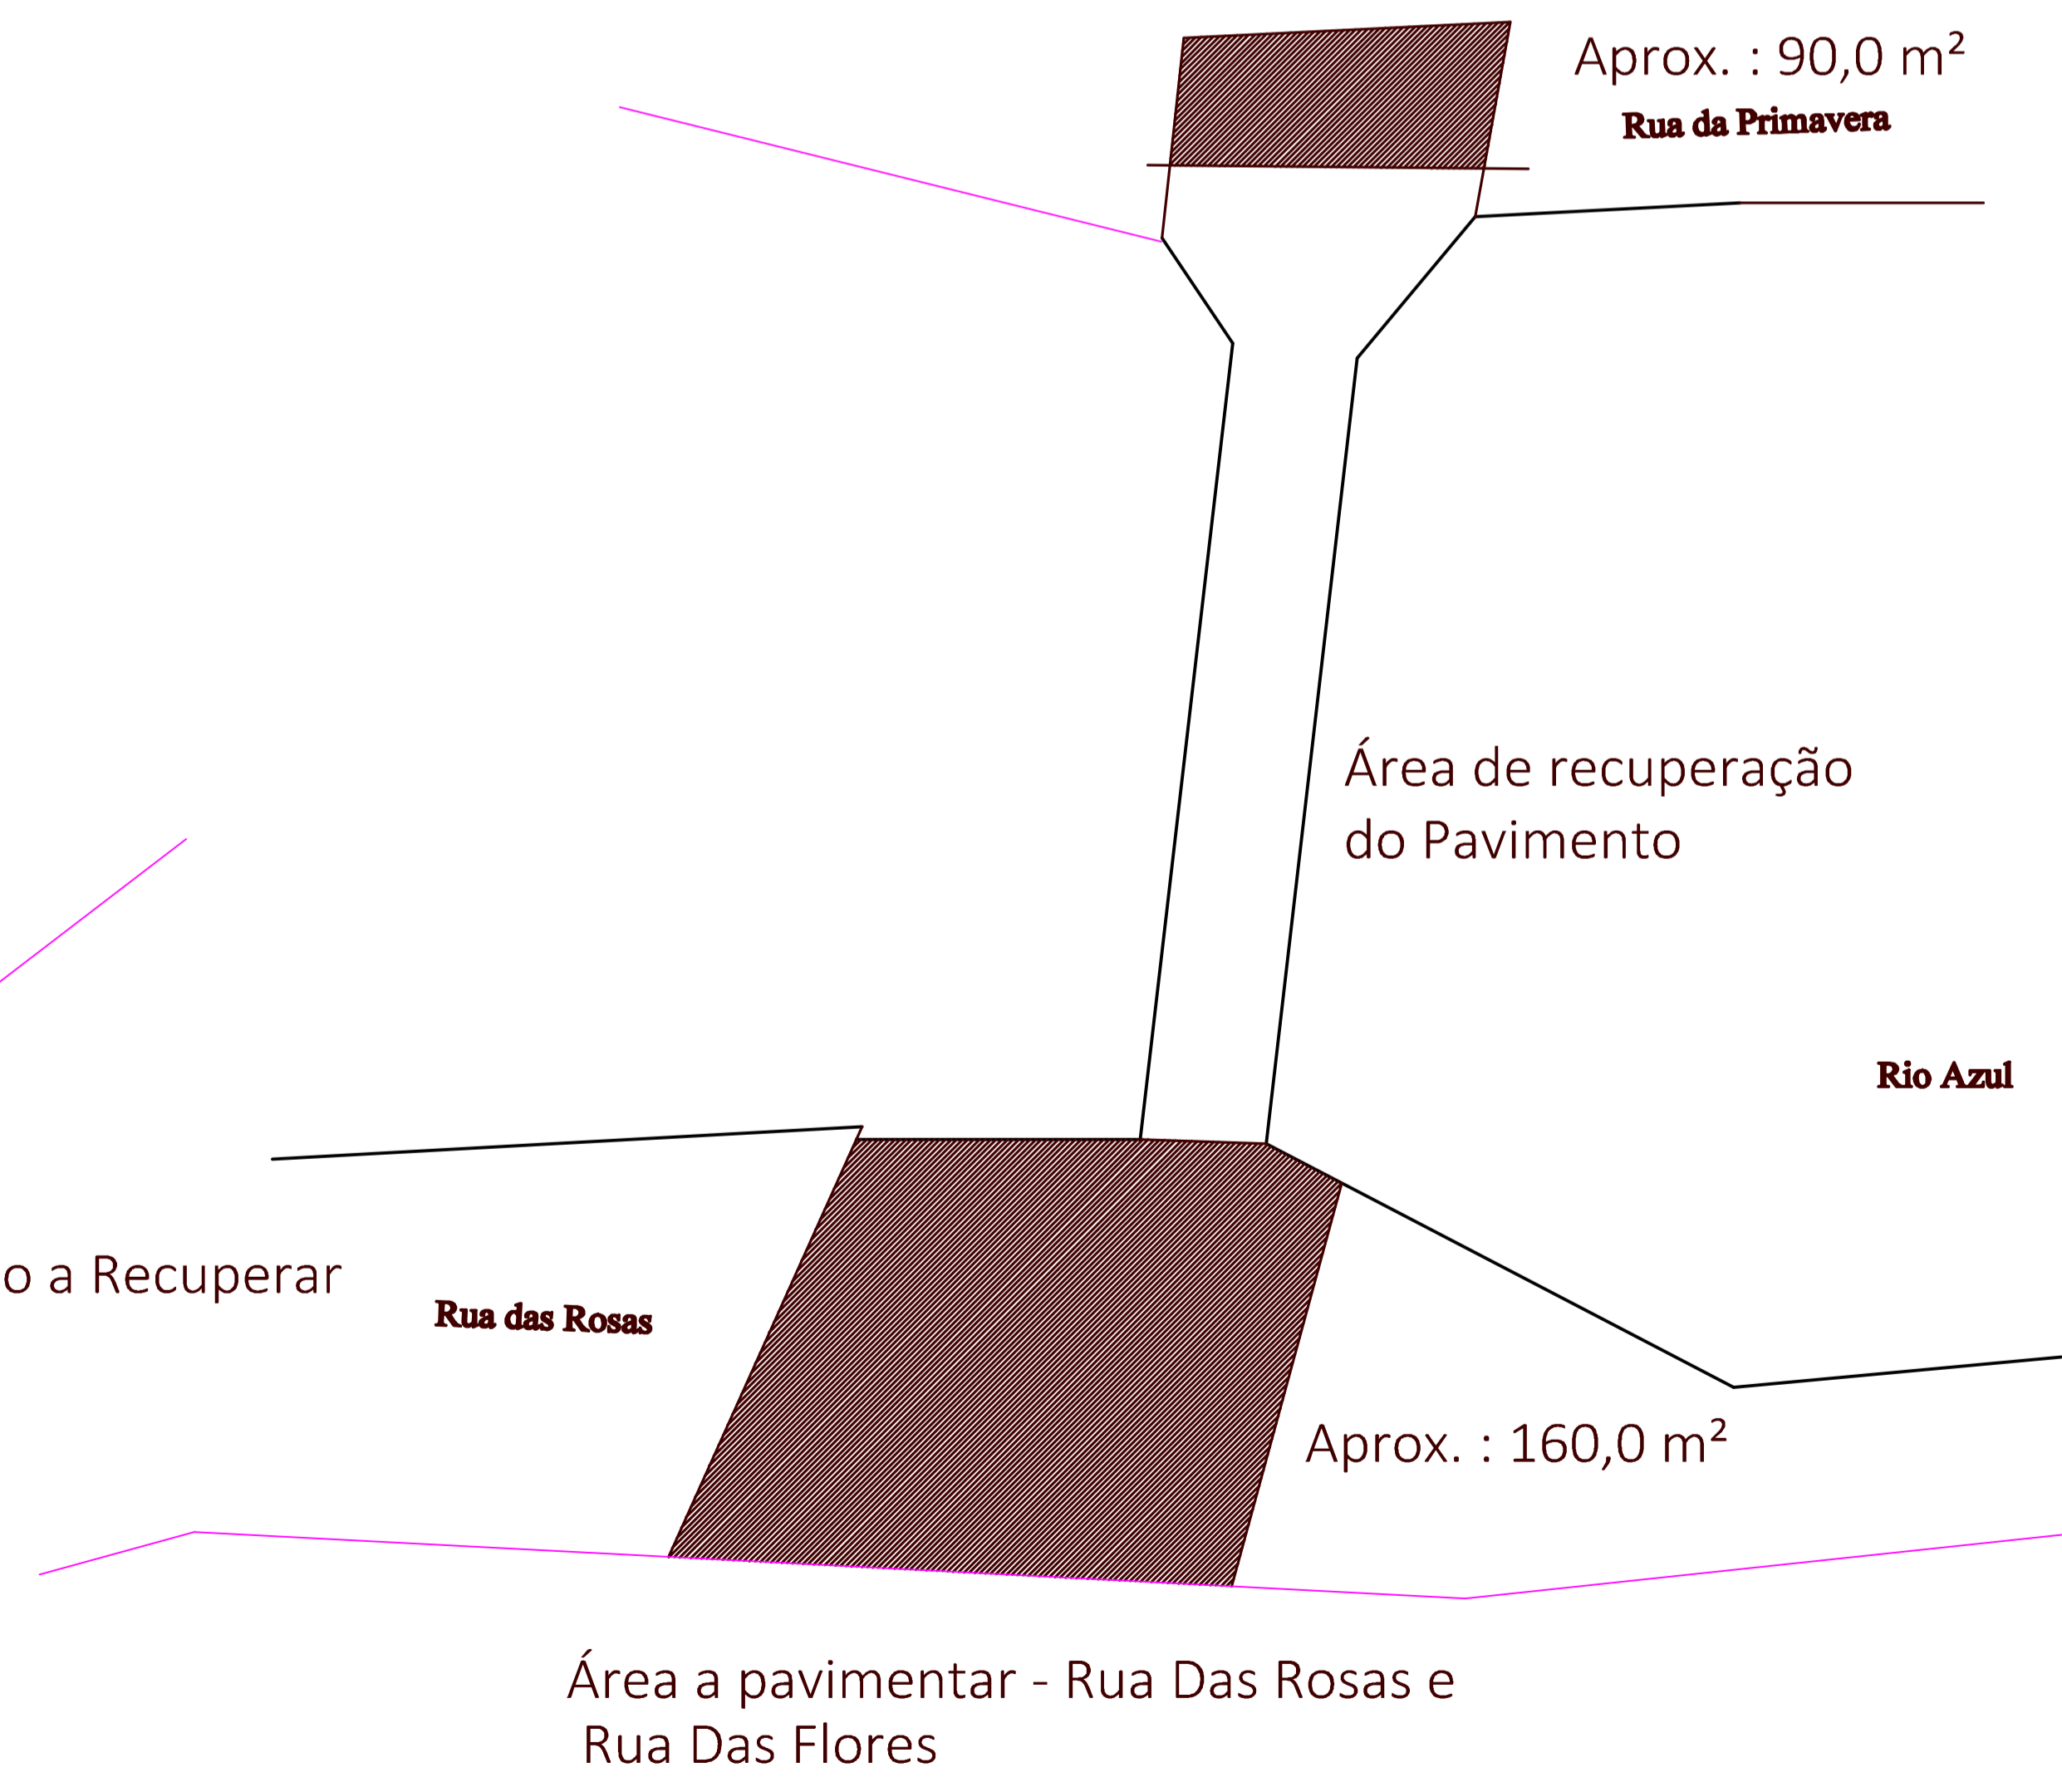 Aprox. : 90,0 m²
Rua da Primavera
Área de recuperação
do Pavimento
Rio Azul
o a Recuperar
Rua das Rosas
Aprox. : 160,0 m²
Área a pavimentar - Rua Das Rosas e
Rua Das Flores